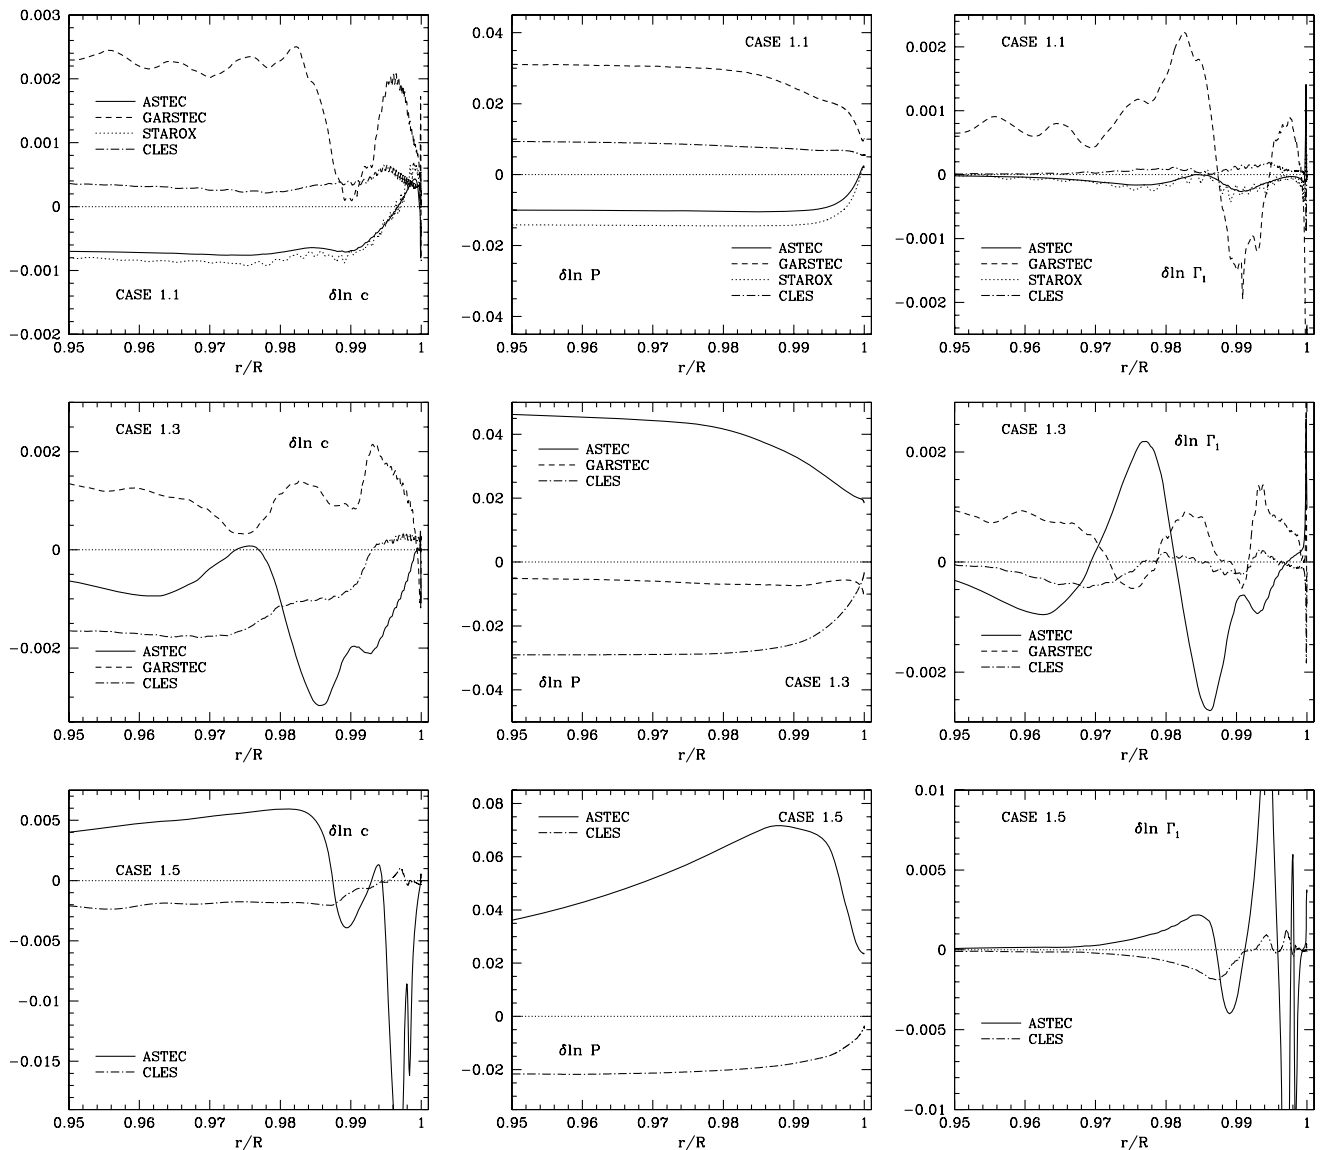 0.003
0.002
0.001
0
−0.001
−0.002
ASTEC
GARSTEC
STAROX
CLES
CASE 1.1
δln c
0.95 0.96 0.97 0.98 0.99 1
r/R
0.04
0.02
0
−0.02
−0.04
CASE 1.1
δln P
ASTEC
GARSTEC
STAROX
CLES
0.95 0.96 0.97 0.98 0.99 1
r/R
0.002
0.001
0
−0.001
−0.002
CASE 1.1
ASTEC
GARSTEC
STAROX
CLES
δln Γ1
0.95 0.96 0.97 0.98 0.99 1
r/R
0.002
0
−0.002
CASE 1.3
δln c
ASTEC
GARSTEC
CLES
0.95 0.96 0.97 0.98 0.99 1
r/R
0.04
0.02
0
−0.02
−0.04
ASTEC
GARSTEC
CLES
δln P
CASE 1.3
0.95 0.96 0.97 0.98 0.99 1
r/R
0.002
0
−0.002
CASE 1.3
δln Γ1
ASTEC
GARSTEC
CLES
0.95 0.96 0.97 0.98 0.99 1
r/R
0.005
0
−0.005
−0.01
−0.015
δln c
CASE 1.5
ASTEC
CLES
0.95 0.96 0.97 0.98 0.99 1
r/R
0.08
0.06
0.04
0.02
0
−0.02
ASTEC
CLES
CASE 1.5
δln P
0.95 0.96 0.97 0.98 0.99 1
r/R
0.01
0.005
0
−0.005
−0.01
CASE 1.5
δln Γ1
ASTEC
CLES
0.95 0.96 0.97 0.98 0.99 1
r/R